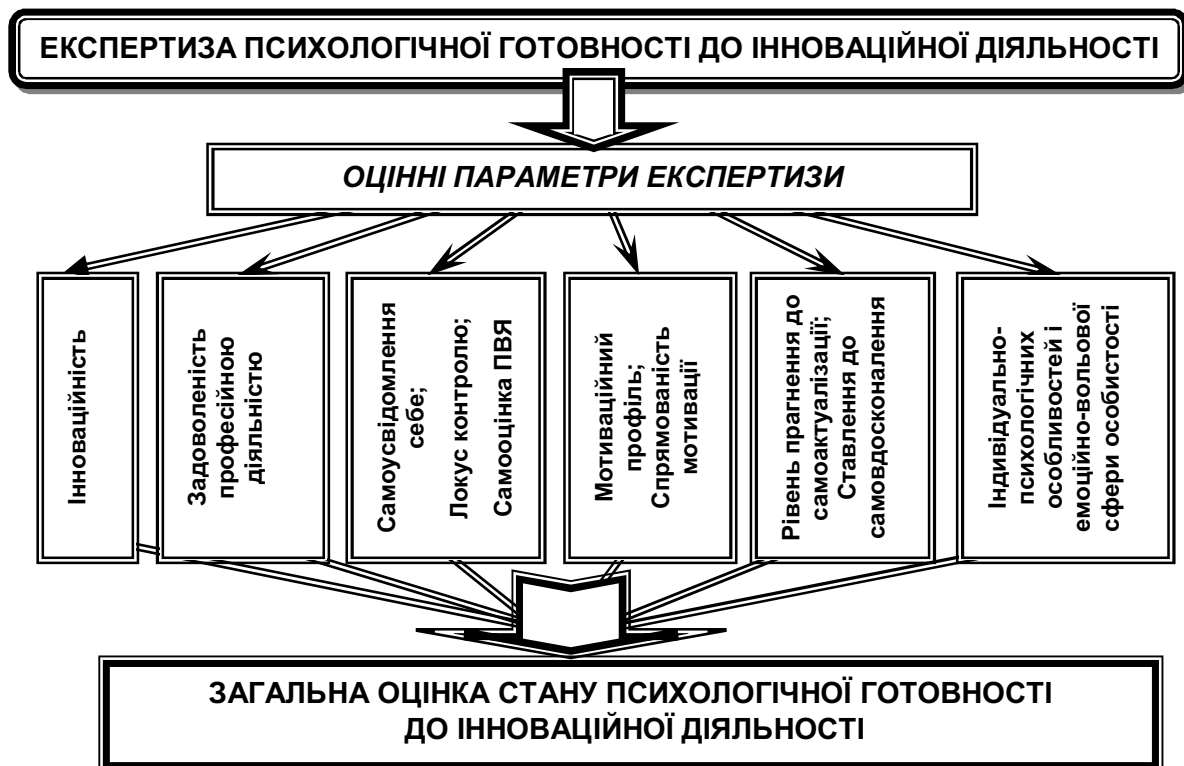 ЕКСПЕРТИЗА ПСИХОЛОГІЧНОЇ ГОТОВНОСТІ ДО ІННОВАЦІЙНОЇ ДІЯЛЬНОСТІ
ОЦІННІ ПАРАМЕТРИ ЕКСПЕРТИЗИ
Інноваційність
Задоволеність
професійною
діяльністю
Самоусвідомлення
себе;
Локус контролю;
Самооцінка ПВЯ
Мотиваційний
профіль;
Спрямованість
мотивації
Рівень прагнення до
самоактуалізації;
Ставлення до
самовдосконалення
Індивідуально-
психологічних
особливостей і
емоційно-вольової
сфери особистості
ЗАГАЛЬНА ОЦІНКА СТАНУ ПСИХОЛОГІЧНОЇ ГОТОВНОСТІ
ДО ІННОВАЦІЙНОЇ ДІЯЛЬНОСТІ